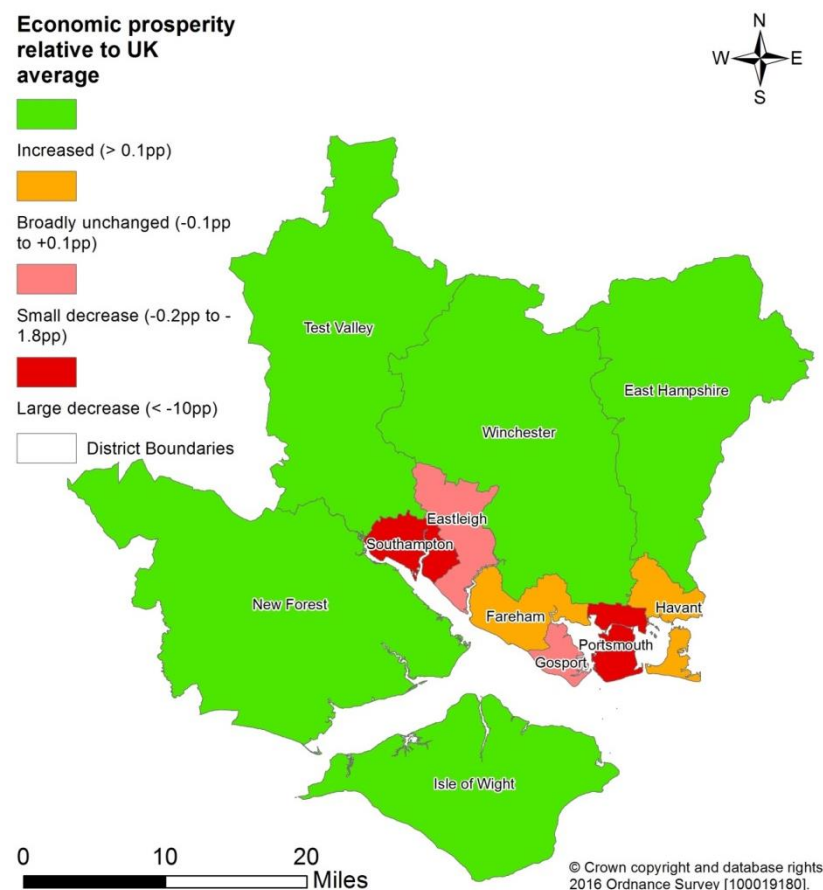 Economic prosperity
relative to UK
average
Increased (> 0.1pp)
Broadly unchanged (-0.1pp
to +0.1pp)
Small decrease (-0.2pp to -
1.8pp)
Large decrease (< -10pp)
District Boundaries
N
W E
S
Test Valley
East Hampshire
Winchester
Eastleigh
Southampton
New Forest
Fareham
Havant
Portsmouth
Gosport
Isle of Wight
0 10 20
Miles
© Crown copyright and database rights
2016 Ordnance Survey [100019180].